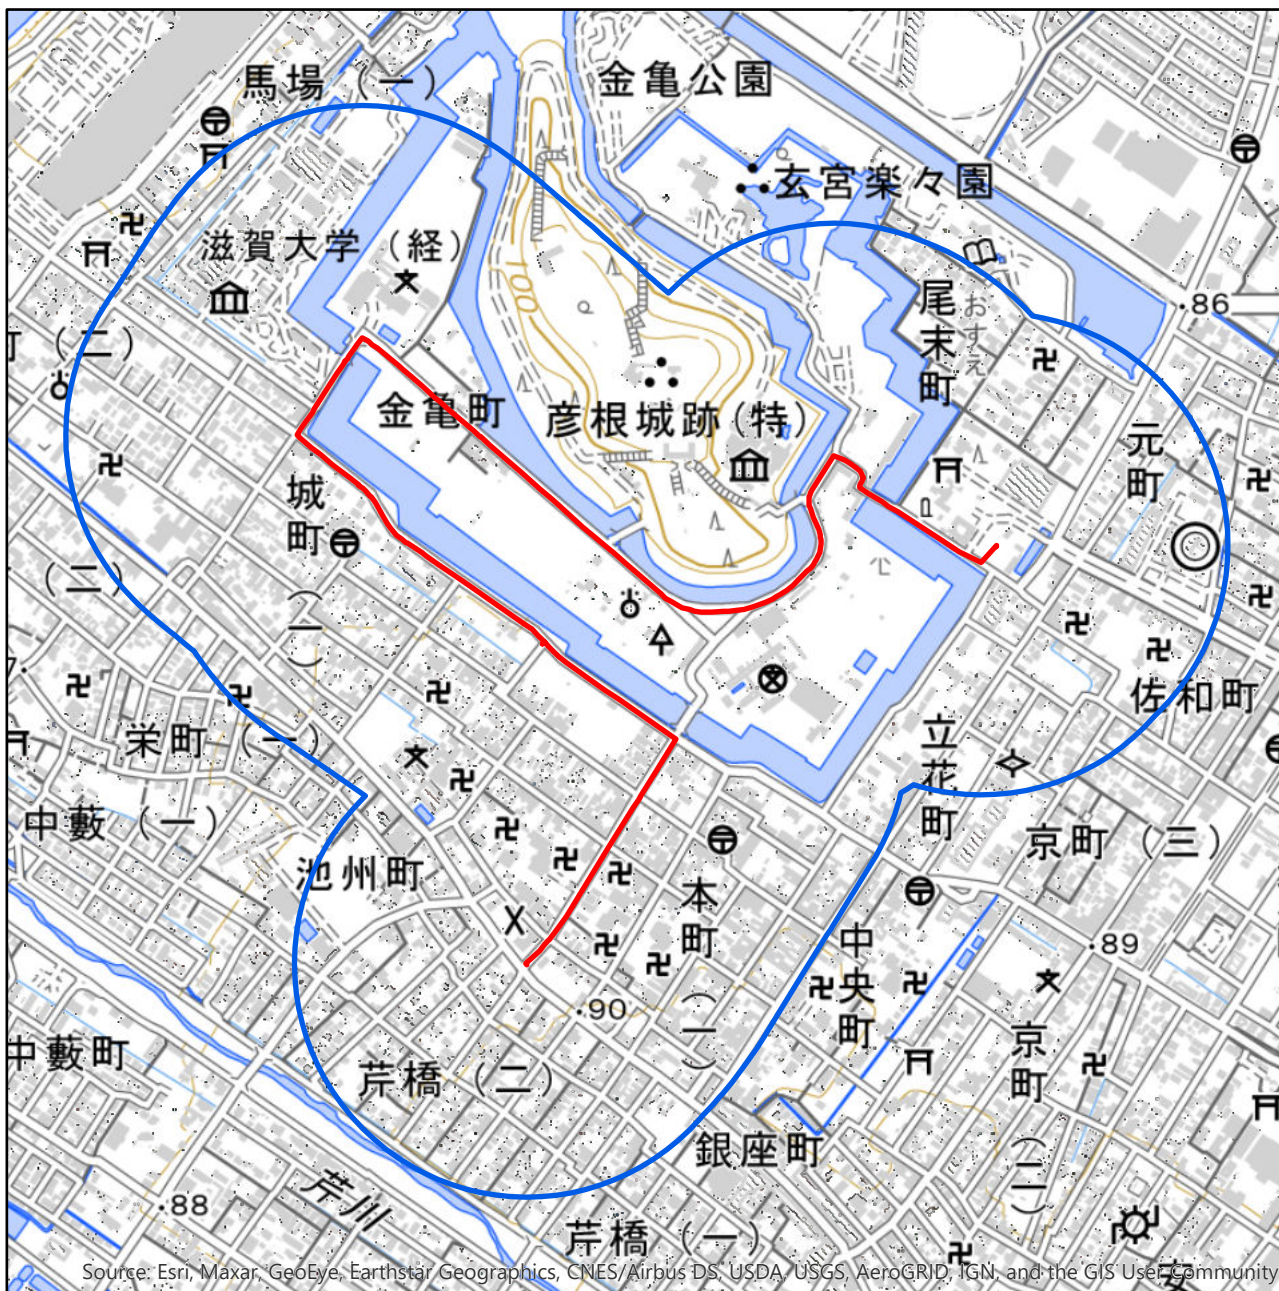 馬場(一)
金亀公園
玄宮楽々園
滋賀大学(経)
尾末町
おすえ
86
(二)
100
金亀町
彦根城跡(特)
元町
城町(一)
(二)
佐和町
栄町(一)
立花町
中藪(一)
池州町
京町(三)
本町(一)
中央町
89
90
中藪町
芹橋(二)
京町(二)
銀座町
88
芹川
芹橋(一)
安
Source: Esri, Maxar, GeoEye, Earthstar Geographics, CNES/Airbus DS, USDA, USGS, AeroGRID, IGN, and the GIS User Community